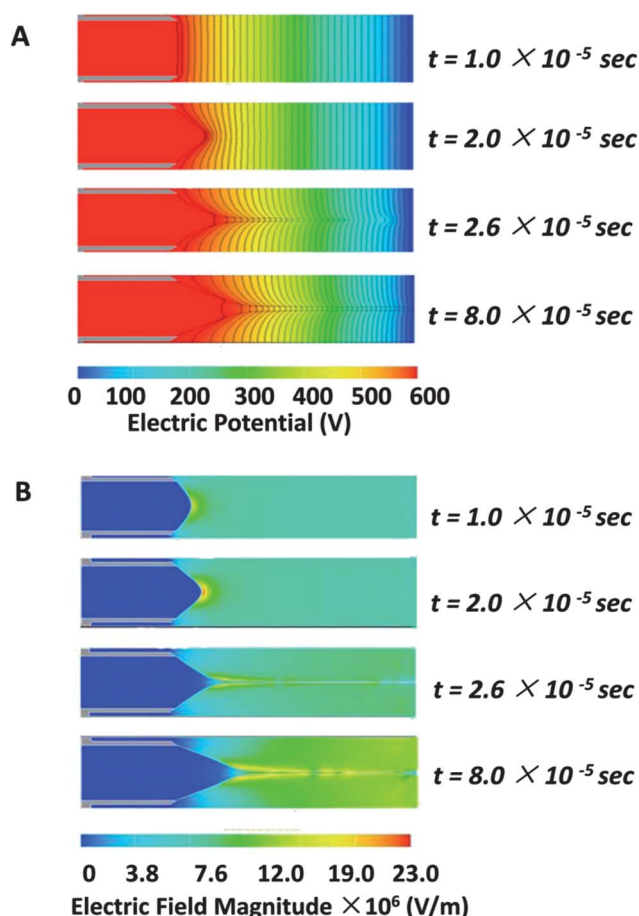 A
t = 1.0 × 10 -5 sec
t = 2.0 × 10 -5 sec
t = 2.6 × 10 -5 sec
t = 8.0 × 10 -5 sec
0 100 200 300 400 500 600
Electric Potential (V)
B
t = 1.0 × 10 -5 sec
t = 2.0 × 10 -5 sec
t = 2.6 × 10 -5 sec
t = 8.0 × 10 -5 sec
0 3.8 7.6 12.0 19.0 23.0
Electric Field Magnitude ×10⁶ (V/m)